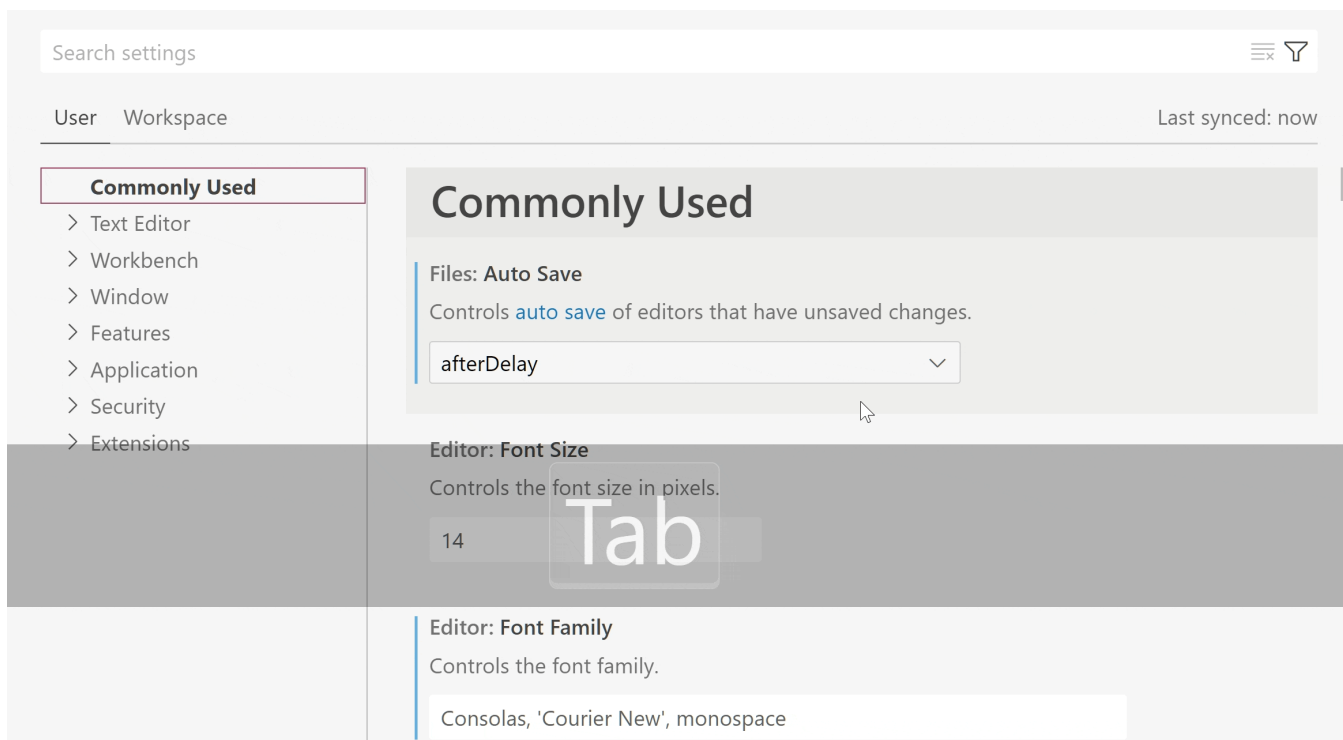 Search settings
User Workspace Last synced: now
Commonly Used
Text Editor
Workbench
Window
Features
Application
Security
Extensions
Commonly Used
Files: Auto Save
Controls auto save of editors that have unsaved changes.
afterDelay
Editor: Font Size
Controls the font size in pixels.
14
Tab
Editor: Font Family
Controls the font family.
Consolas, 'Courier New', monospace